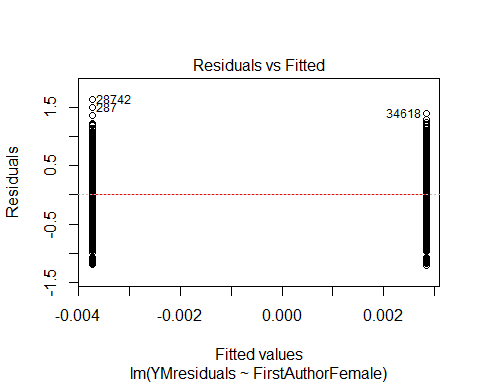 Residuals vs Fitted
28742
287
34618
Residuals
1.5
0.5
-0.5
-1.5
-0.004
-0.002
0.000
0.002
Fitted values
lm(YMresiduals ~ FirstAuthorFemale)